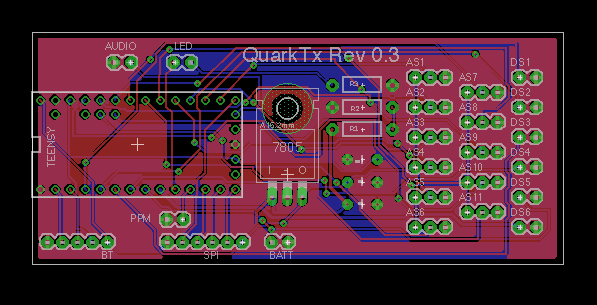 AUDIO
LED
QuarkTx Rev 0.3
AS1
AS7
DS1
R3
AS2
DS2
R2
AS8
AS3
DS3
R1
TEENSY
7805
AS9
AS4
DS4
I O
AS10
AS5
DS5
AS11
AS6
DS6
PPM
BT
SPI
BATT